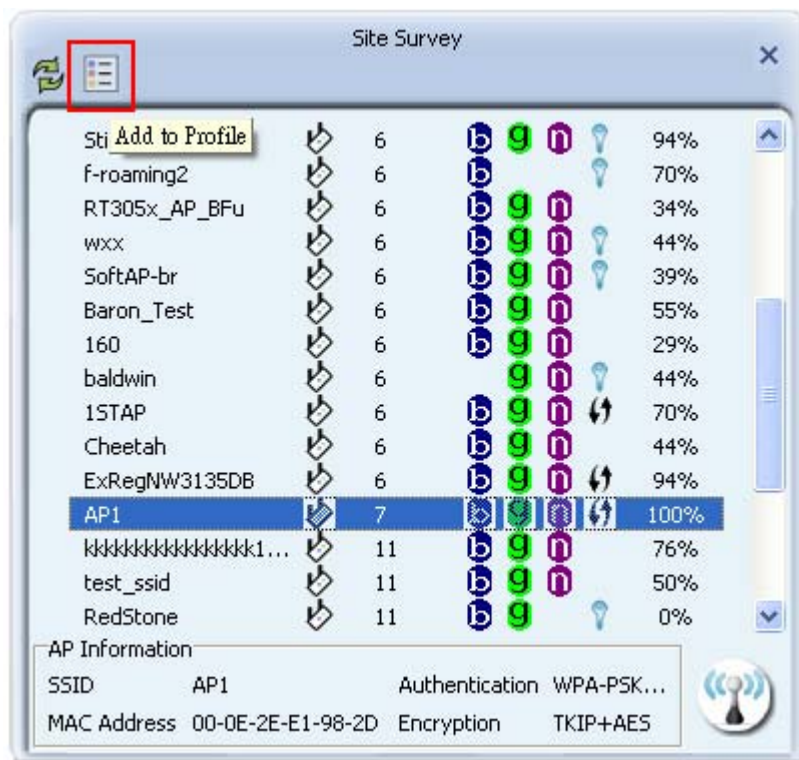 Site Survey
Add to Profile
Sti 6 b g n 94%
f-roaming2 6 b 70%
RT305x_AP_BFu 6 b g n 34%
wxx 6 b g n 44%
SoftAP-br 6 b g n 39%
Baron_Test 6 b g n 55%
160 6 b g n 29%
baldwin 6 g n 44%
1STAP 6 b g n 70%
Cheetah 6 b g n 44%
ExRegNW3135DB 6 b g n 94%
AP1 7 b g n 100%
kkkkkkkkkkkkkkkk1... 11 b g n 76%
test_ssid 11 b g n 50%
RedStone 11 b g 0%
AP Information
SSID AP1 Authentication WPA-PSK...
MAC Address 00-0E-2E-E1-98-2D Encryption TKIP+AES